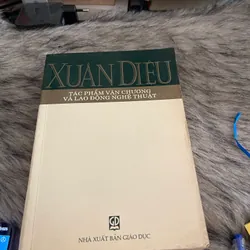 XUÂN DIỆU
TÁC PHẨM VĂN CHƯƠNG
VÀ LAO ĐỘNG NGHỆ THUẬT
NHÀ XUẤT BẢN GIÁO DỤC